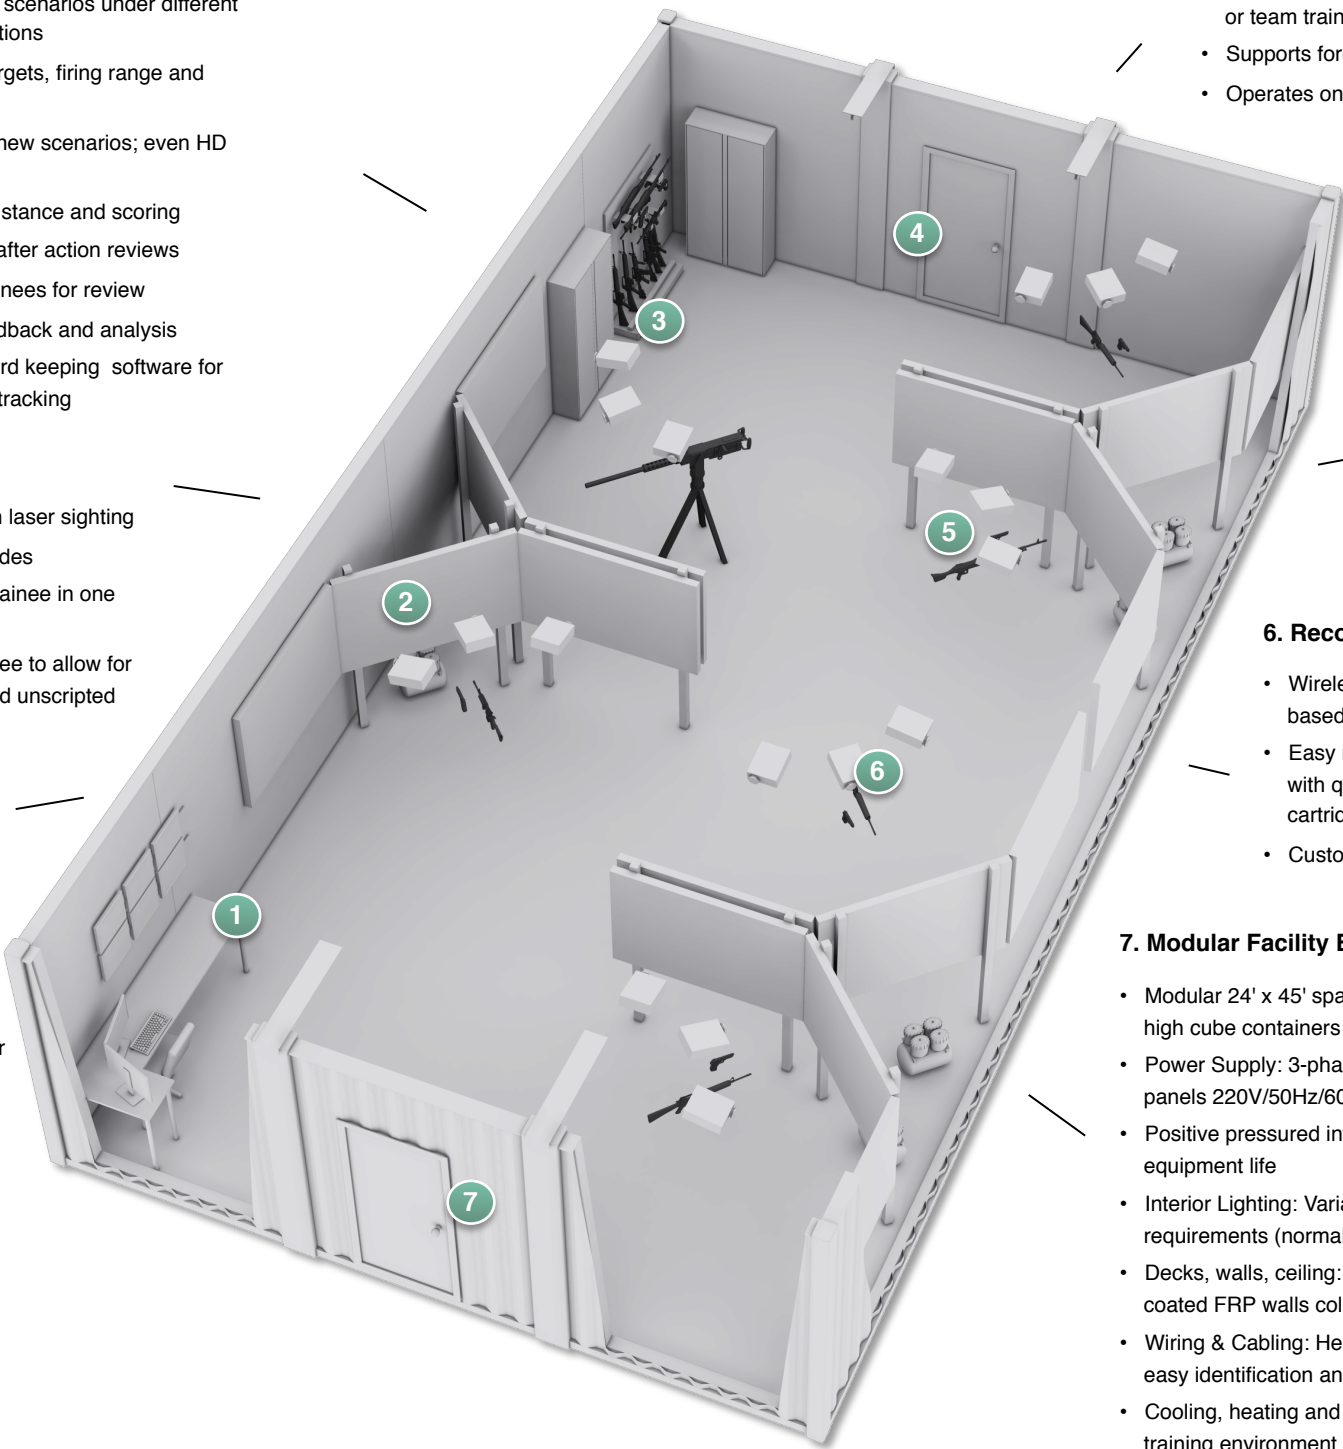 scenarios under different
tions
rgets, firing range and
new scenarios; even HD
stance and scoring
after action reviews
nees for review
dback and analysis
rd keeping software for
tracking
n laser sighting
des
ainee in one
ee to allow for
d unscripted
r
or team train
• Supports for
• Operates on
3
4
5
2
6
1
7
6. Reco
• Wirele
based
• Easy
with q
cartrid
• Custo
7. Modular Facility E
• Modular 24' x 45' spa
high cube containers
• Power Supply: 3-pha
panels 220V/50Hz/60
• Positive pressured in
equipment life
• Interior Lighting: Varia
requirements (norma
• Decks, walls, ceiling:
coated FRP walls col
• Wiring & Cabling: He
easy identification an
• Cooling, heating and
training environment